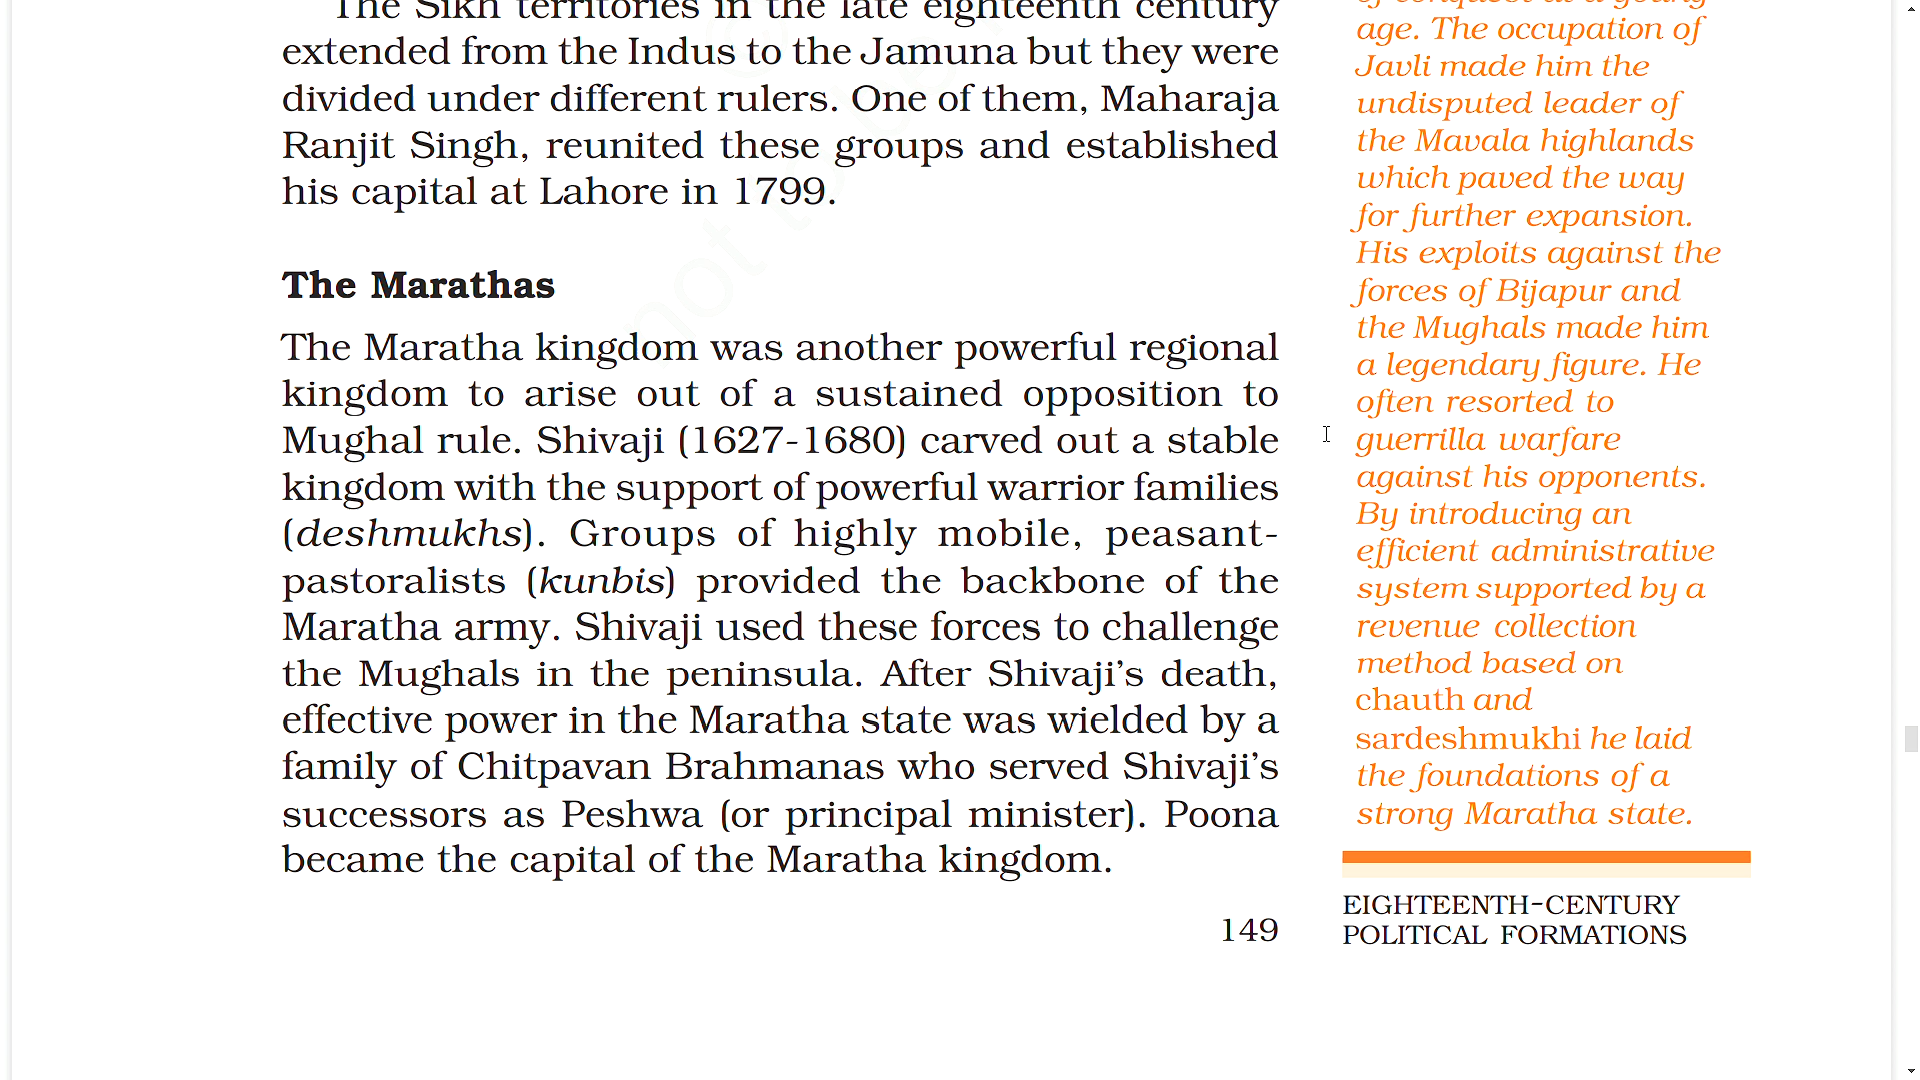 The Sikh territories in the late eighteenth century
extended from the Indus to the Jamuna but they were
divided under different rulers. One of them, Maharaja
Ranjit Singh, reunited these groups and established
his capital at Lahore in 1799.
The Marathas
The Maratha kingdom was another powerful regional
kingdom to arise out of a sustained opposition to
Mughal rule. Shivaji (1627-1680) carved out a stable
kingdom with the support of powerful warrior families
(deshmukhs). Groups of highly mobile, peasant-
pastoralists (kunbis) provided the backbone of the
Maratha army. Shivaji used these forces to challenge
the Mughals in the peninsula. After Shivaji’s death,
effective power in the Maratha state was wielded by a
family of Chitpavan Brahmanas who served Shivaji’s
successors as Peshwa (or principal minister). Poona
became the capital of the Maratha kingdom.
149
of conquest at a young
age. The occupation of
Javli made him the
undisputed leader of
the Mavala highlands
which paved the way
for further expansion.
His exploits against the
forces of Bijapur and
the Mughals made him
a legendary figure. He
often resorted to
guerrilla warfare
against his opponents.
By introducing an
efficient administrative
system supported by a
revenue collection
method based on
chauth and
sardeshmukhi he laid
the foundations of a
strong Maratha state.
EIGHTEENTH-CENTURY
POLITICAL FORMATIONS
not